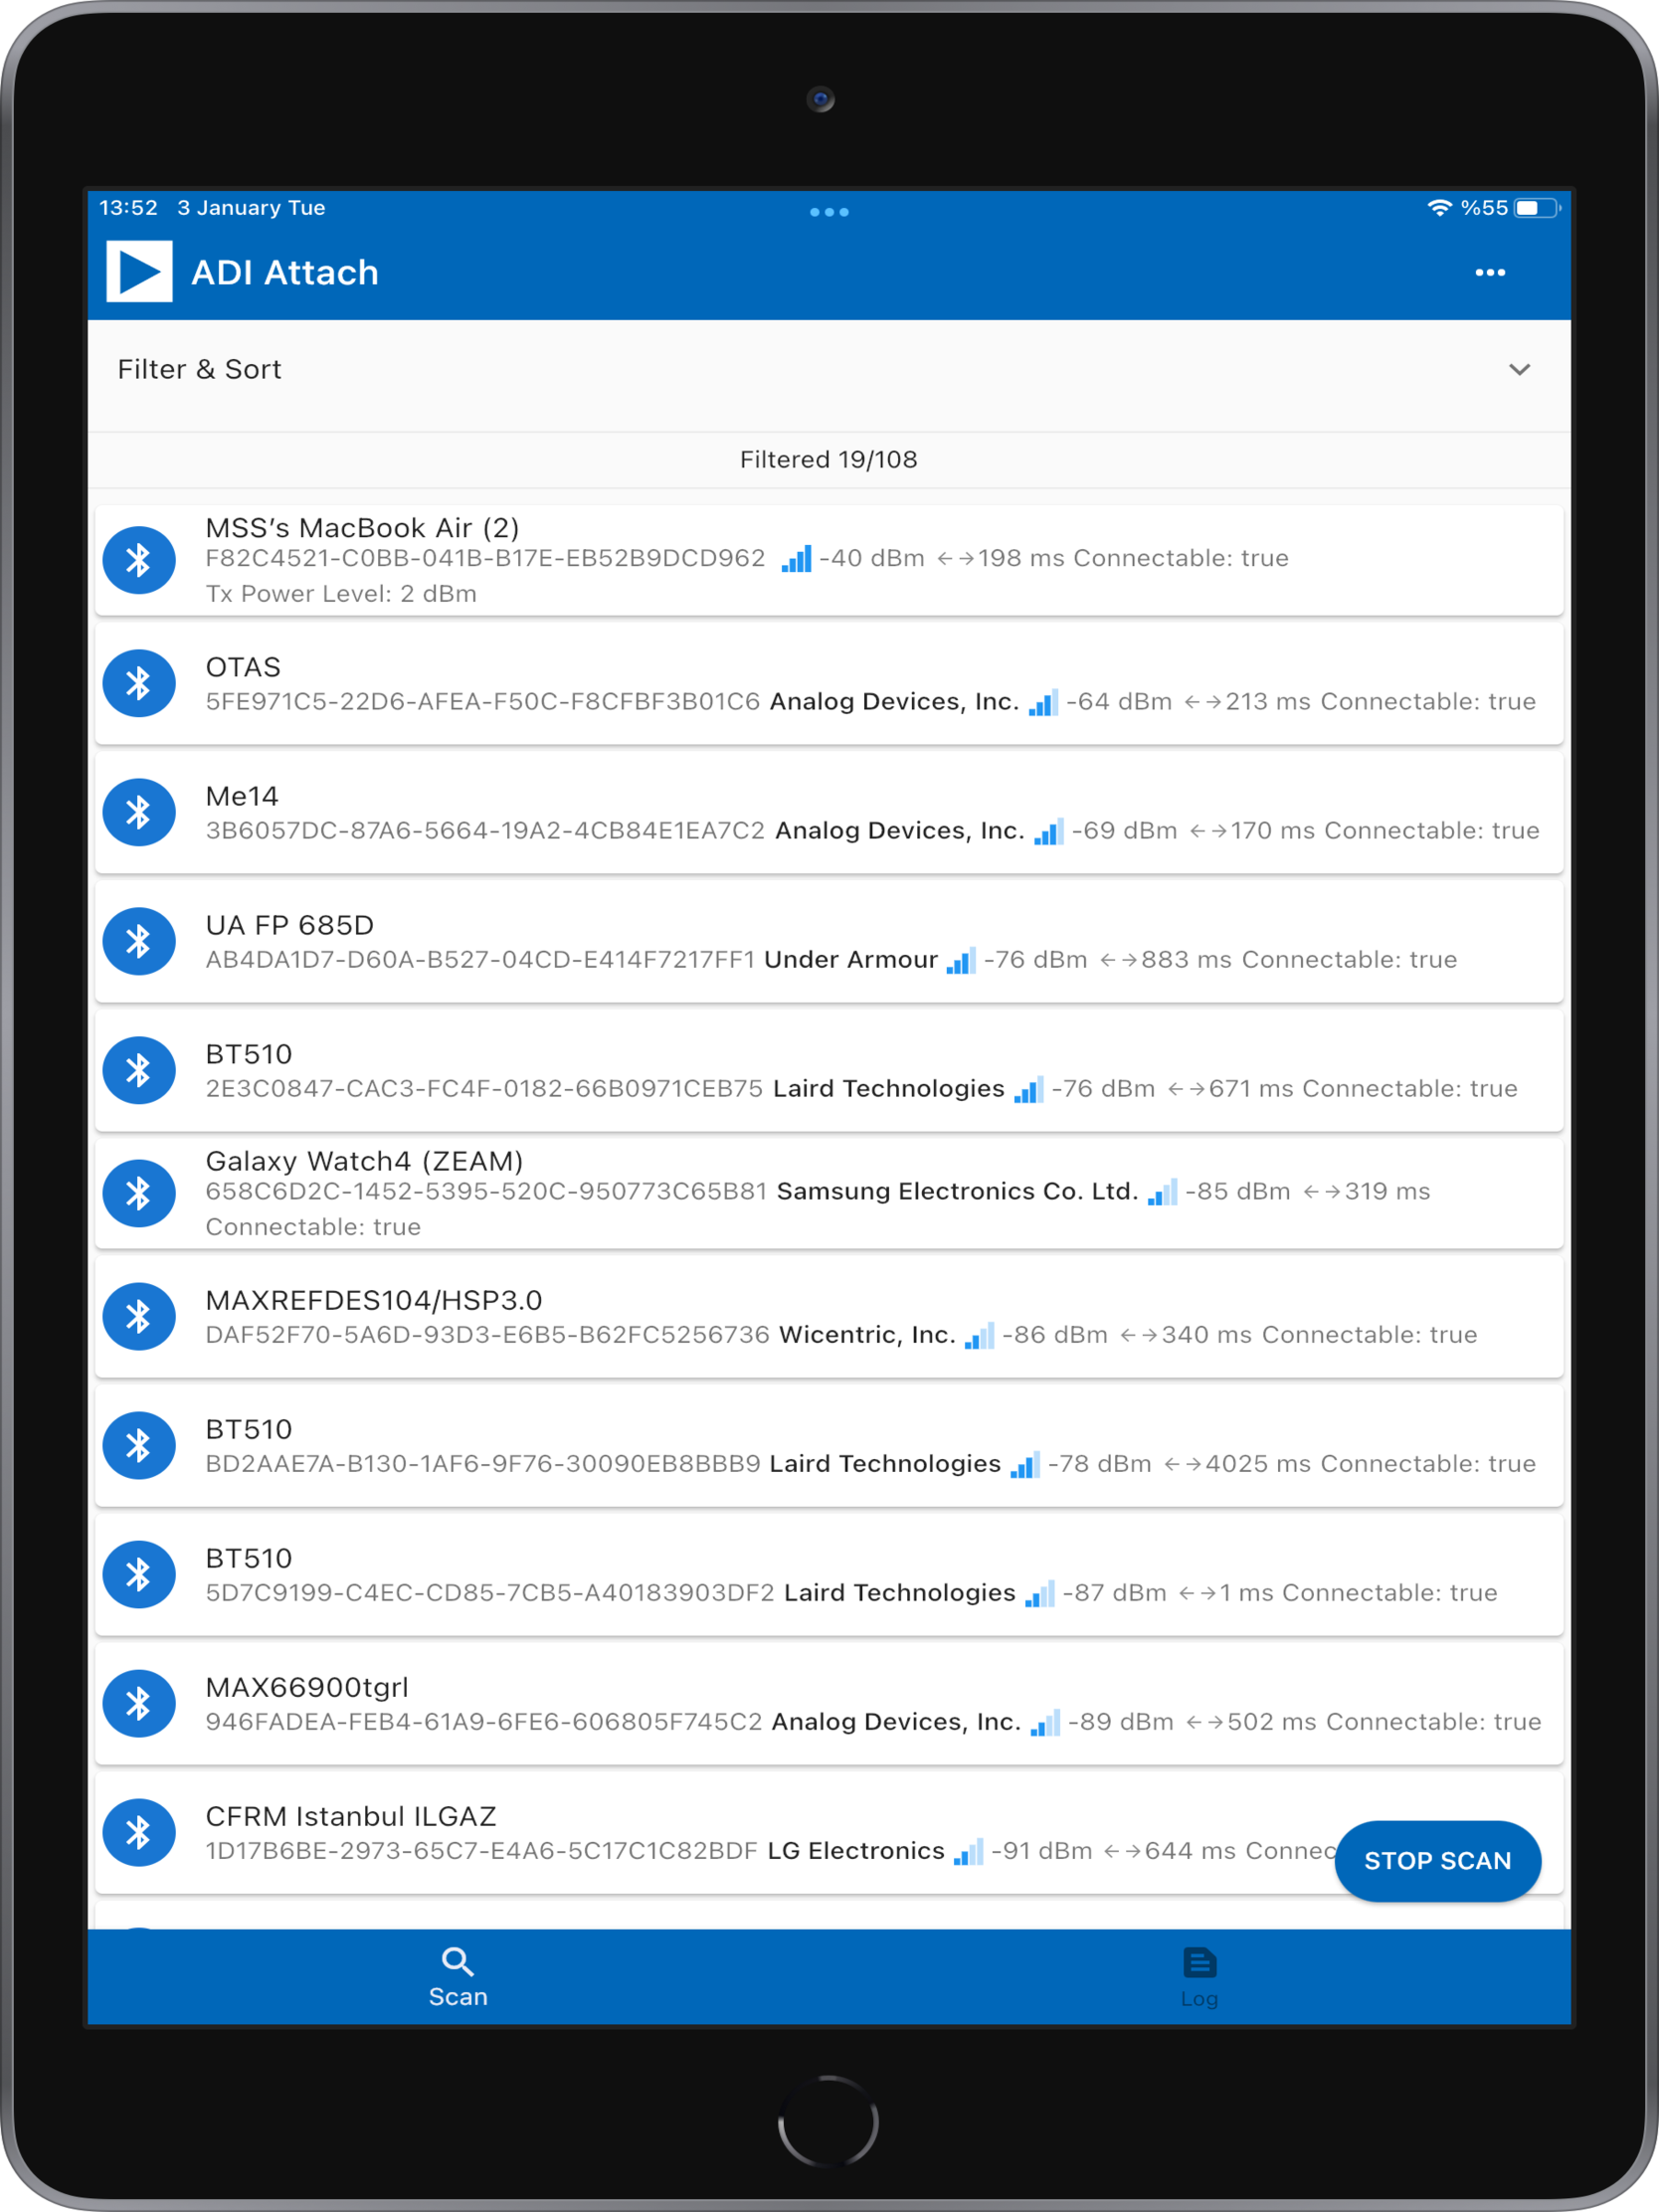 13:52 3 January Tue
%55
ADI Attach
Filter & Sort
Filtered 19/108
MSS’s MacBook Air (2)
F82C4521-C0BB-041B-B17E-EB52B9DCD962 -40 dBm ←→198 ms Connectable: true
Tx Power Level: 2 dBm
OTAS
5FE971C5-22D6-AFEA-F50C-F8CFBF3B01C6 Analog Devices, Inc. -64 dBm ←→213 ms Connectable: true
Me14
3B6057DC-87A6-5664-19A2-4CB84E1EA7C2 Analog Devices, Inc. -69 dBm ←→170 ms Connectable: true
UA FP 685D
AB4DA1D7-D60A-B527-04CD-E414F7217FF1 Under Armour -76 dBm ←→883 ms Connectable: true
BT510
2E3C0847-CAC3-FC4F-0182-66B0971CEB75 Laird Technologies -76 dBm ←→671 ms Connectable: true
Galaxy Watch4 (ZEAM)
658C6D2C-1452-5395-520C-950773C65B81 Samsung Electronics Co. Ltd. -85 dBm ←→319 ms
Connectable: true
MAXREFDES104/HSP3.0
DAF52F70-5A6D-93D3-E6B5-B62FC5256736 Wicentric, Inc. -86 dBm ←→340 ms Connectable: true
BT510
BD2AAE7A-B130-1AF6-9F76-30090EB8BBB9 Laird Technologies -78 dBm ←→4025 ms Connectable: true
BT510
5D7C9199-C4EC-CD85-7CB5-A40183903DF2 Laird Technologies -87 dBm ←→1 ms Connectable: true
MAX66900tgrl
946FADEA-FEB4-61A9-6FE6-606805F745C2 Analog Devices, Inc. -89 dBm ←→502 ms Connectable: true
CFRM Istanbul ILGAZ
1D17B6BE-2973-65C7-E4A6-5C17C1C82BDF LG Electronics -91 dBm ←→644 ms Connec
STOP SCAN
Scan
Log